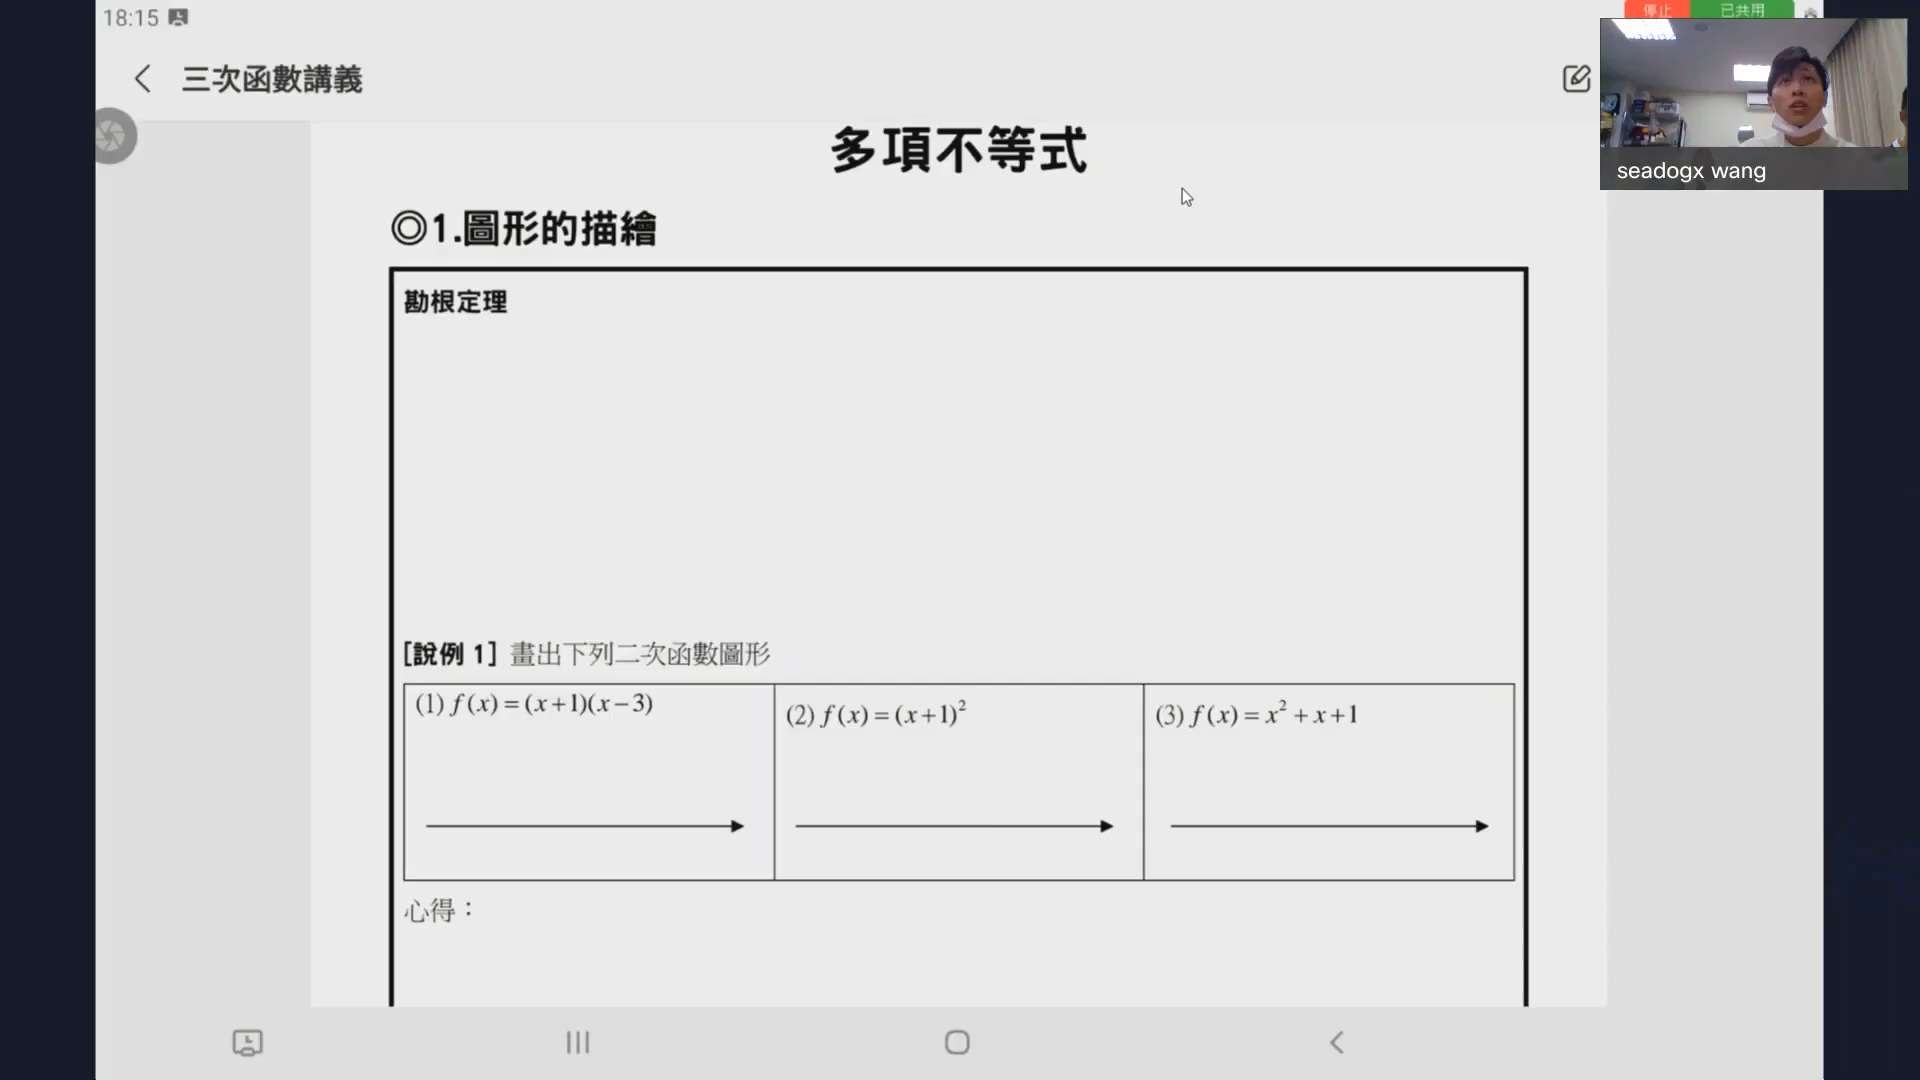 18:15
停止 已共用
三次函數講義
seadogx wang
多項不等式
◎1.圖形的描繪
勘根定理
[說例 1] 畫出下列二次函數圖形
(1) f(x)=(x+1)(x−3)
(2) f(x)=(x+1)²
(3) f(x)=x²+x+1
心得：